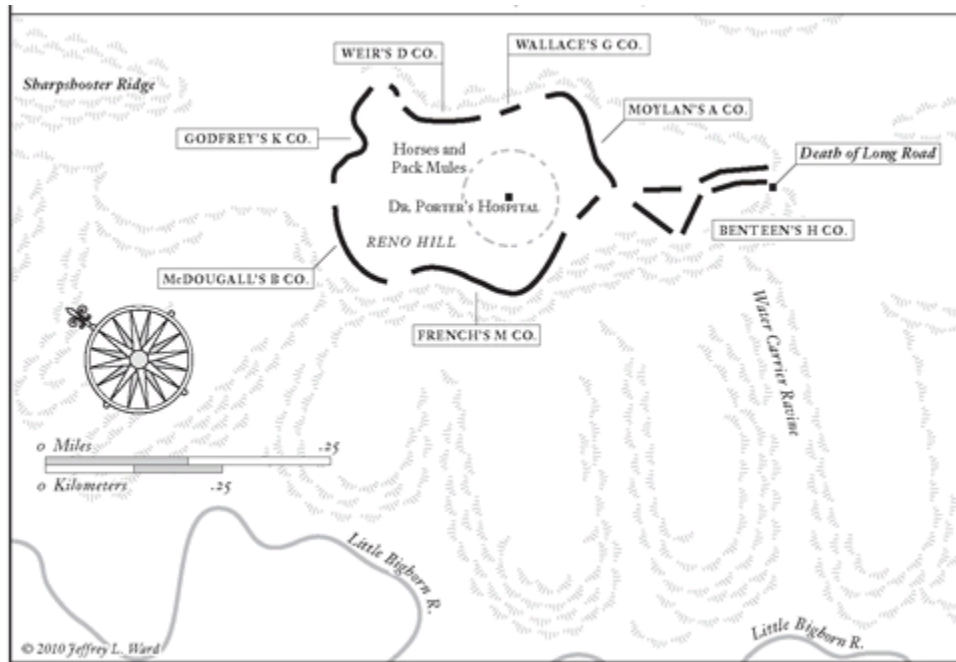 WEIR'S D CO.
WALLACE'S G CO.
Sharpshooter Ridge
MOYLAN'S A CO.
GODFREY'S K CO.
Horses and
Pack Mules
Death of Long Road
DR. PORTER'S HOSPITAL
BENTEEN'S H CO.
RENO HILL
McDOUGALL'S B CO.
FRENCH'S M CO.
Water Carrier Ravine
0 Miles .25
0 Kilometers .25
Little Bighorn R.
Little Bighorn R.
© 2010 Jeffrey L. Ward